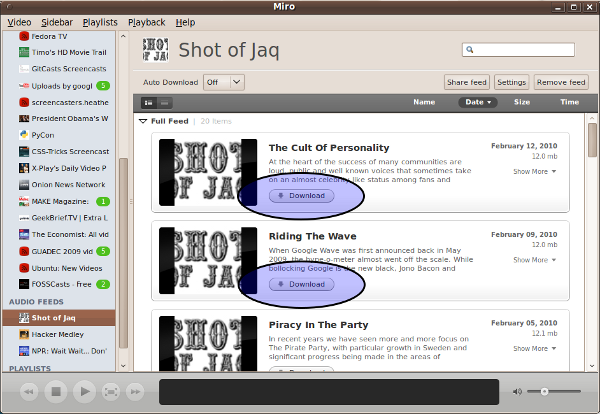 Miro
Video Sidebar Playlists Playback Help
Fedora TV
Timo's HD Movie Trail
GitCasts Screencasts
Uploads by googl 5
screencasters.heathe
President Obama's W
PyCon
CSS-Tricks Screencast
X-Play's Daily Video P
Onion News Network
MAKE Magazine: 1
GeekBrief.TV | Extra L
The Economist: All vid
GUADEC 2009 vid 5
Ubuntu: New Videos
FOSSCasts - Free 2
AUDIO FEEDS
Shot of Jaq
Hacker Medley
NPR: Wait Wait... Don'
PLAYLISTS
SHOT OF JAQ
Shot of Jaq
Auto Download Off
Share feed Settings Remove feed
Name Date Size Time
Full Feed | 20 Items
SHOT
OF JAQ
The Cult Of Personality
February 12, 2010
At the heart of the success of many communities are
12.0 mb
loud, public and well known voices that sometimes take
on an almost celebrity like status among fans and
Show More
Download
SHOT
OF JAQ
Riding The Wave
February 09, 2010
When Google Wave was first announced back in May
12.0 mb
2009, the hype-o-meter almost went off the scale. While
bollocking Google is the new black, Jono Bacon and
Show More
Download
SHOT
OF JAQ
Piracy In The Party
February 05, 2010
In recent years we have seen more and more focus on
12.1 mb
The Pirate Party, with particular growth in Sweden and
significant progress being made in the areas of
Show More
Download